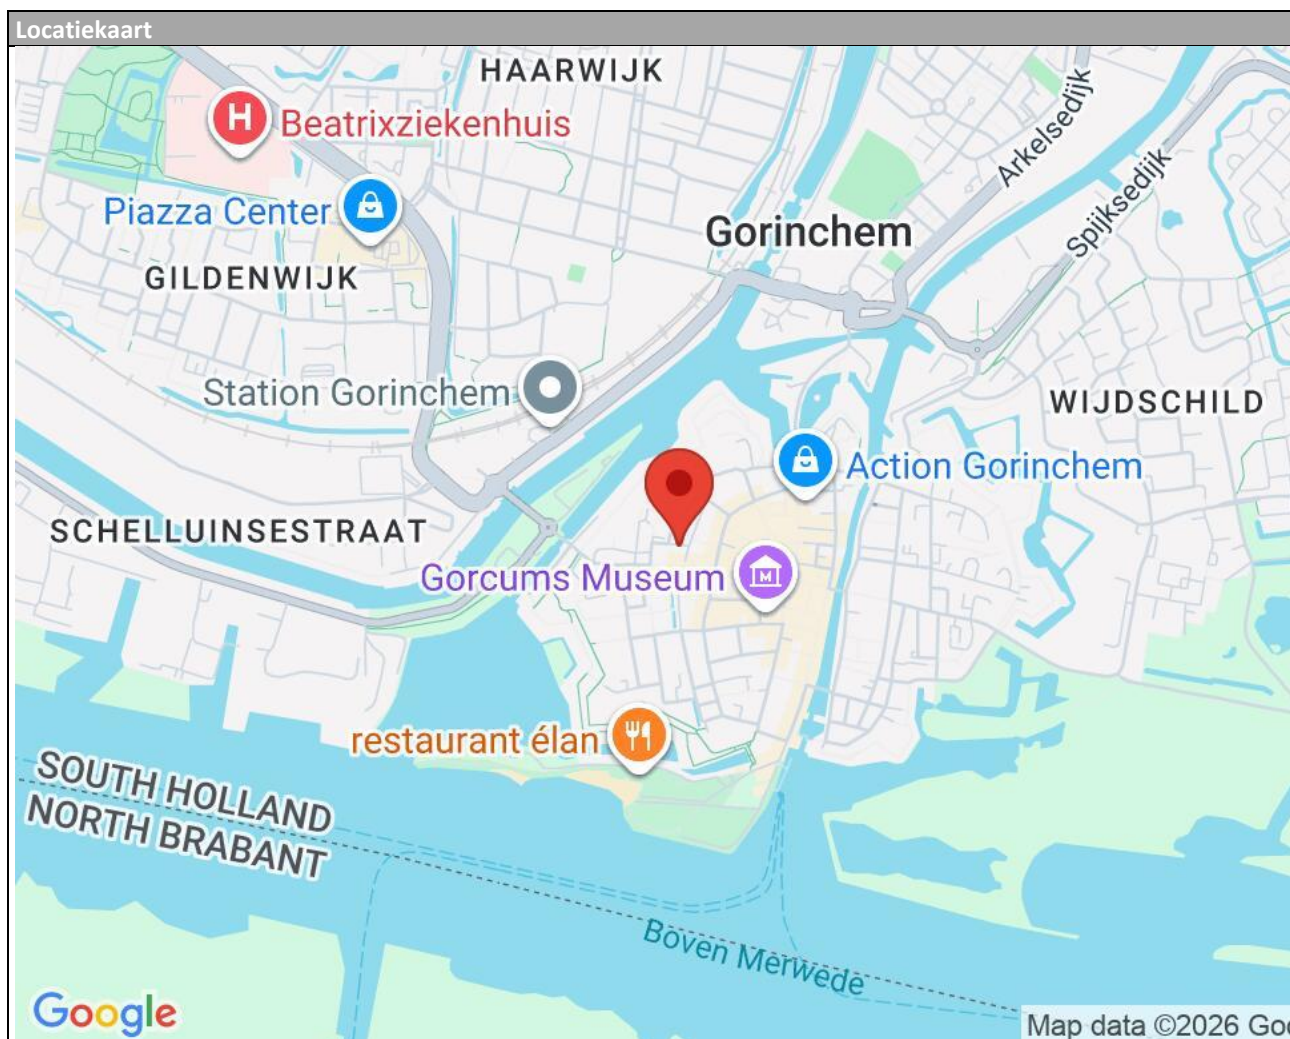 Locatiekaart
HAARWIJK
H
Beatrixziekenhuis
Arkelsedijk
Spijksedijk
Piazza Center
Gorinchem
GILDENWIJK
Station Gorinchem
WIJDSCHILD
Action Gorinchem
SCHELLUINSESTRAAT
Gorcums Museum
M
restaurant élan
SOUTH HOLLAND
NORTH BRABANT
Boven Merwede
Google
Map data ©2026 Goo